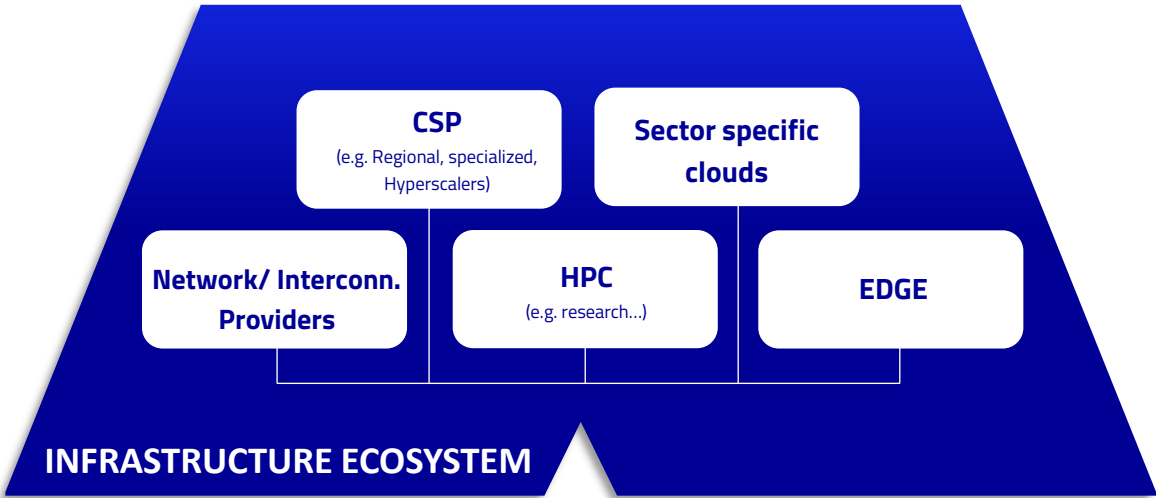 CSP
(e.g. Regional, specialized,
Hyperscalers)
Sector specific
clouds
Network/ Interconn.
Providers
HPC
(e.g. research...)
EDGE
INFRASTRUCTURE ECOSYSTEM